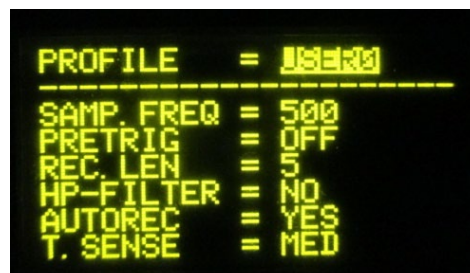 PROFILE = USER0
SAMP. FREQ = 500
PRETRIG = OFF
REC. LEN = 5
HP-FILTER = NO
AUTOREC = YES
T. SENSE = MED